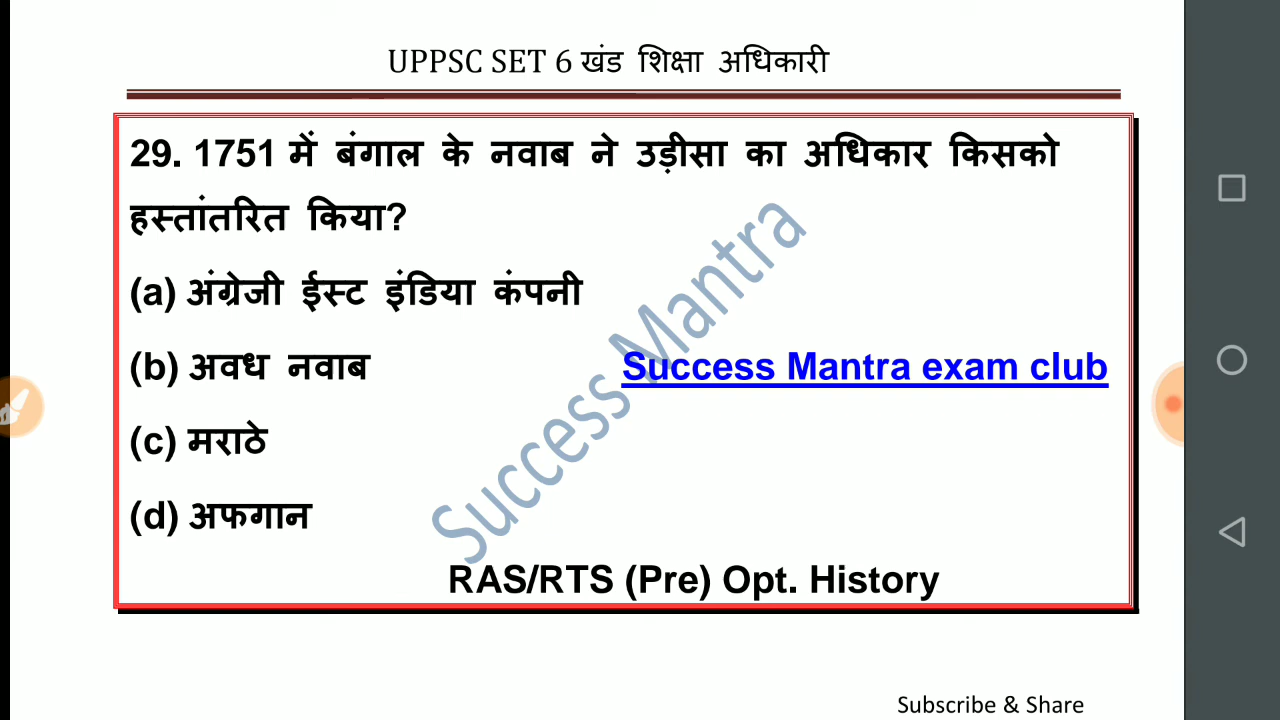 UPPSC SET 6 खंड शिक्षा अधिकारी
29. 1751 में बंगाल के नवाब ने उड़ीसा का अधिकार किसको
हस्तांतरित किया?
(a) अंग्रेजी ईस्ट इंडिया कंपनी
(b) अवध नवाब
Success Mantra exam club
(c) मराठे
(d) अफगान
Success Mantra
RAS/RTS (Pre) Opt. History
Subscribe & Share